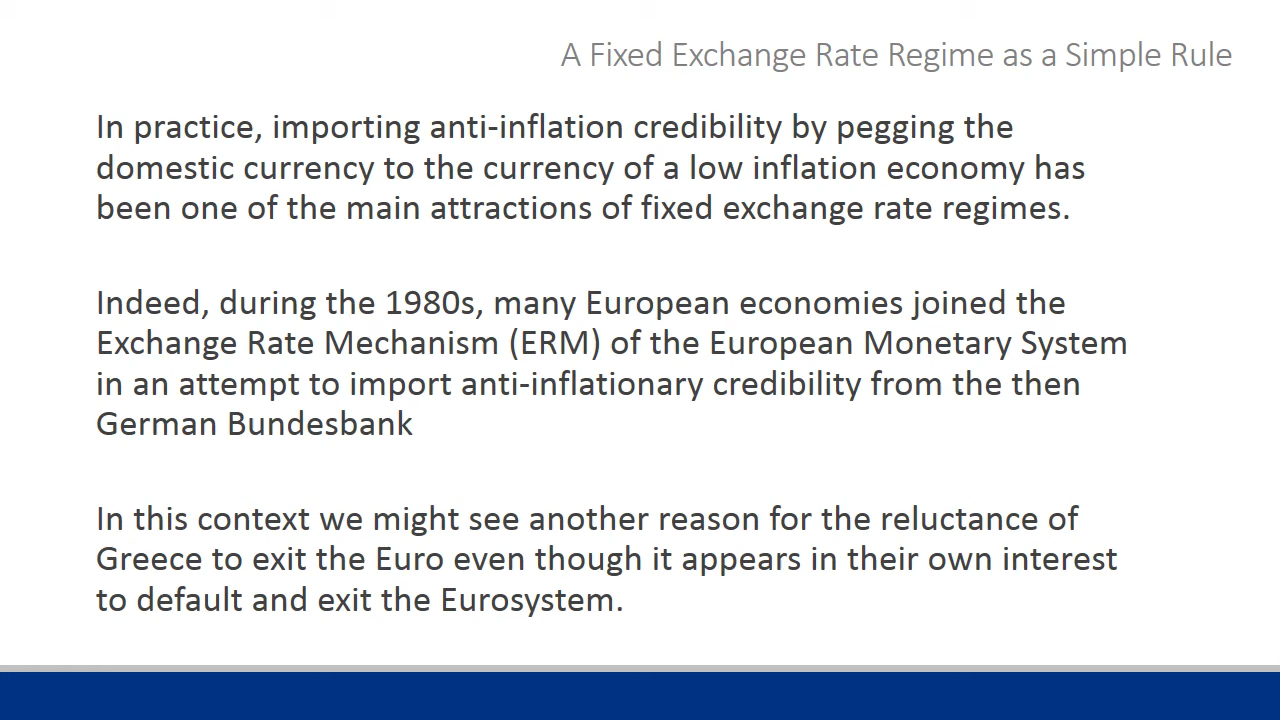 A Fixed Exchange Rate Regime as a Simple Rule
In practice, importing anti-inflation credibility by pegging the
domestic currency to the currency of a low inflation economy has
been one of the main attractions of fixed exchange rate regimes.
Indeed, during the 1980s, many European economies joined the
Exchange Rate Mechanism (ERM) of the European Monetary System
in an attempt to import anti-inflationary credibility from the then
German Bundesbank
In this context we might see another reason for the reluctance of
Greece to exit the Euro even though it appears in their own interest
to default and exit the Eurosystem.